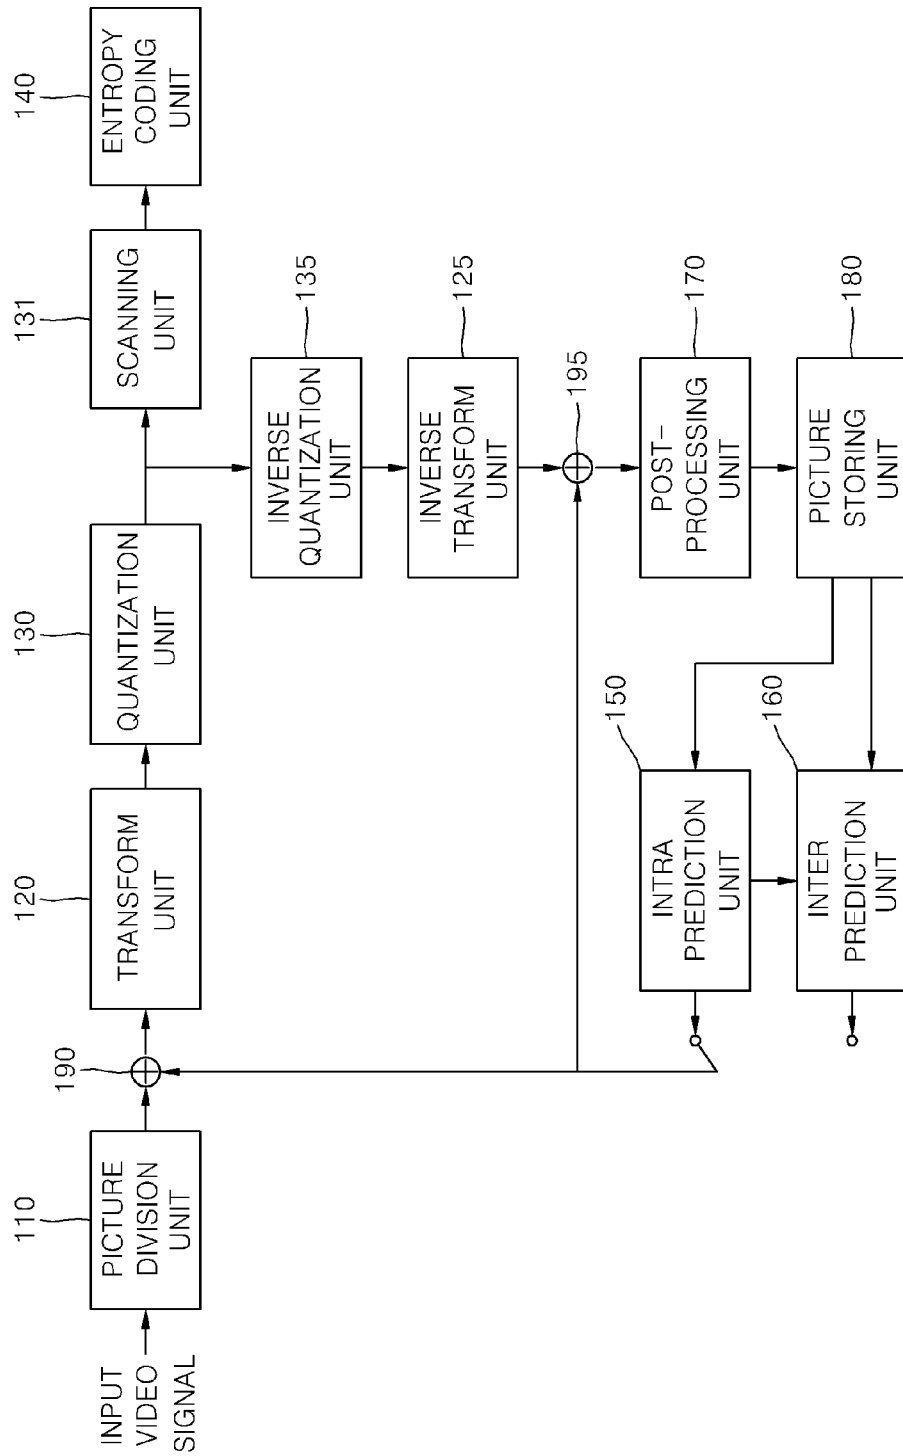 INPUT
VIDEO
SIGNAL
110
PICTURE
DIVISION
UNIT
190
120
TRANSFORM
UNIT
130
QUANTIZATION
UNIT
131
SCANNING
UNIT
140
ENTROPY
CODING
UNIT
INVERSE
QUANTIZATION
UNIT
135
INVERSE
TRANSFORM
UNIT
125
195
150
INTRA
PREDICTION
UNIT
POST-
PROCESSING
UNIT
170
160
INTER
PREDICTION
UNIT
PICTURE
STORING
UNIT
180